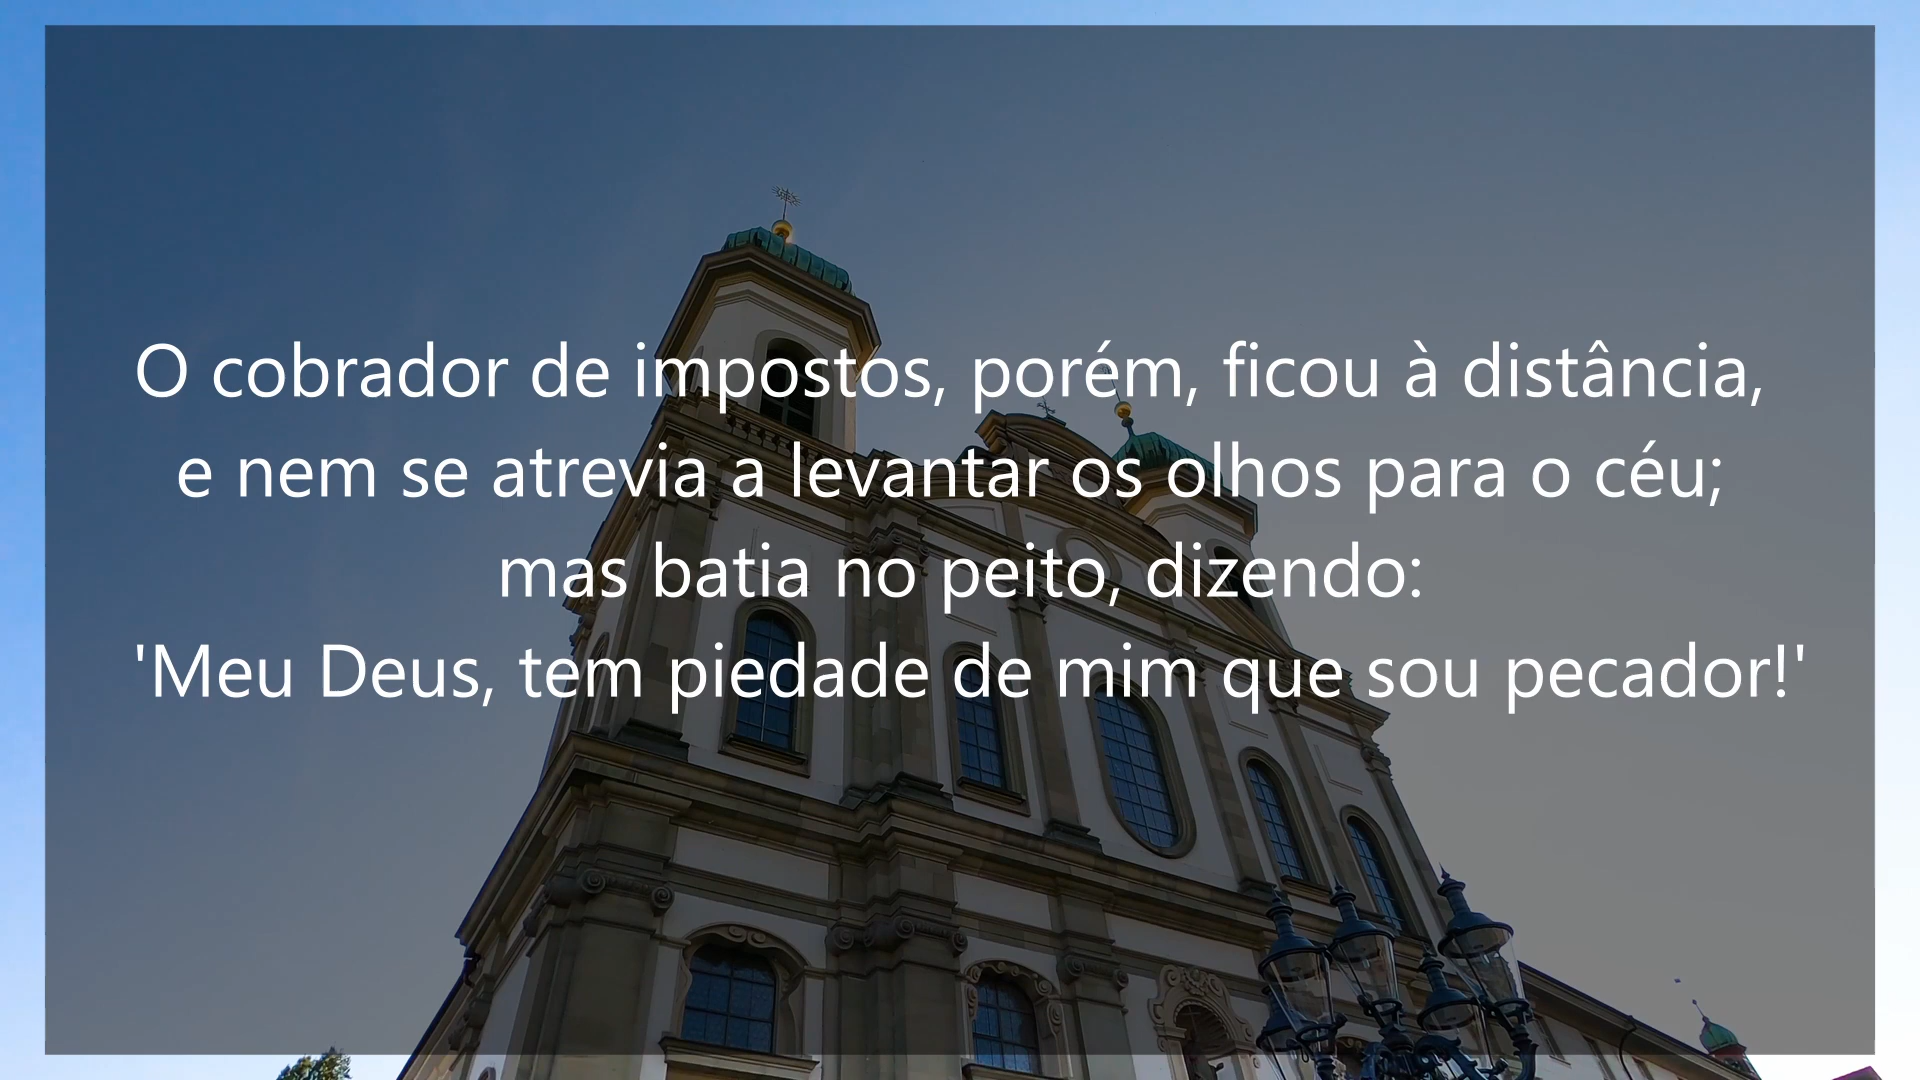 O cobrador de impostos, porém, ficou à distância,
e nem se atrevia a levantar os olhos para o céu;
mas batia no peito, dizendo:
'Meu Deus, tem piedade de mim que sou pecador!'